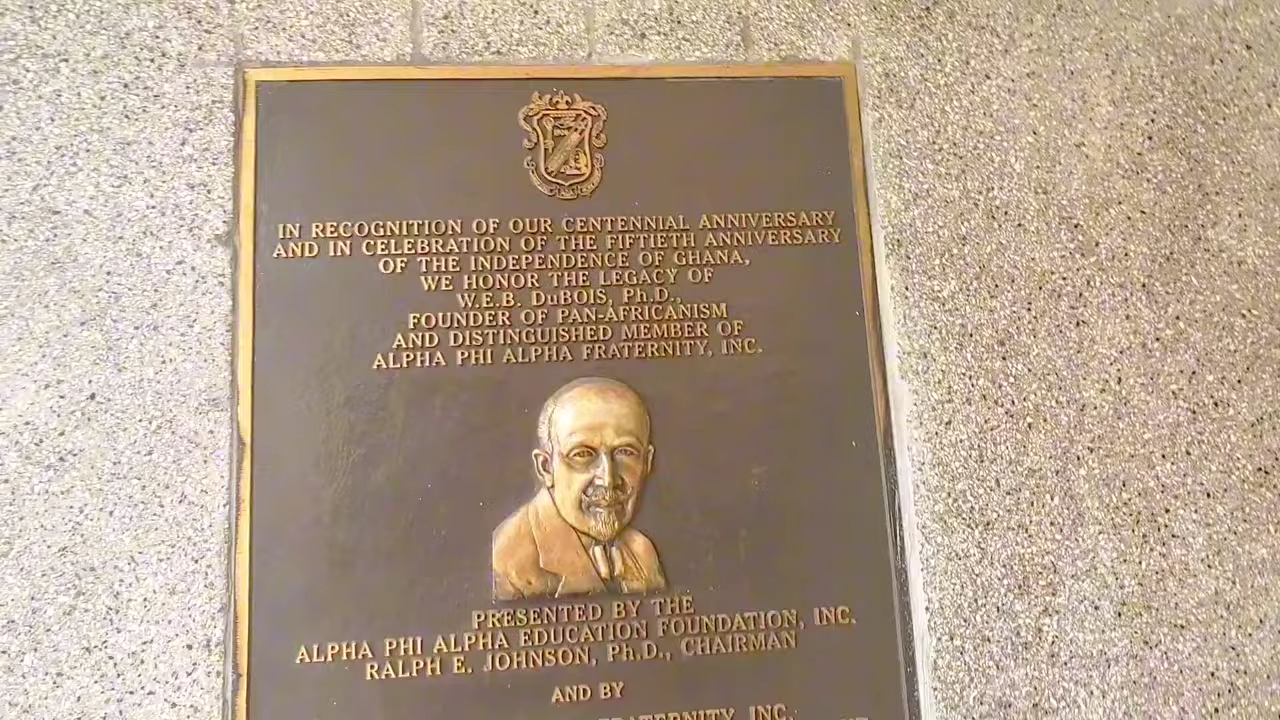 IN RECOGNITION OF OUR CENTENNIAL ANNIVERSARY
AND IN CELEBRATION OF THE FIFTIETH ANNIVERSARY
OF THE INDEPENDENCE OF GHANA,
WE HONOR THE LEGACY OF
W.E.B. DuBOIS, Ph.D.,
FOUNDER OF PAN-AFRICANISM
AND DISTINGUISHED MEMBER OF
ALPHA PHI ALPHA FRATERNITY, INC.
PRESENTED BY THE
ALPHA PHI ALPHA EDUCATION FOUNDATION, INC.
RALPH E. JOHNSON, Ph.D., CHAIRMAN
AND BY
FRATERNITY, INC.